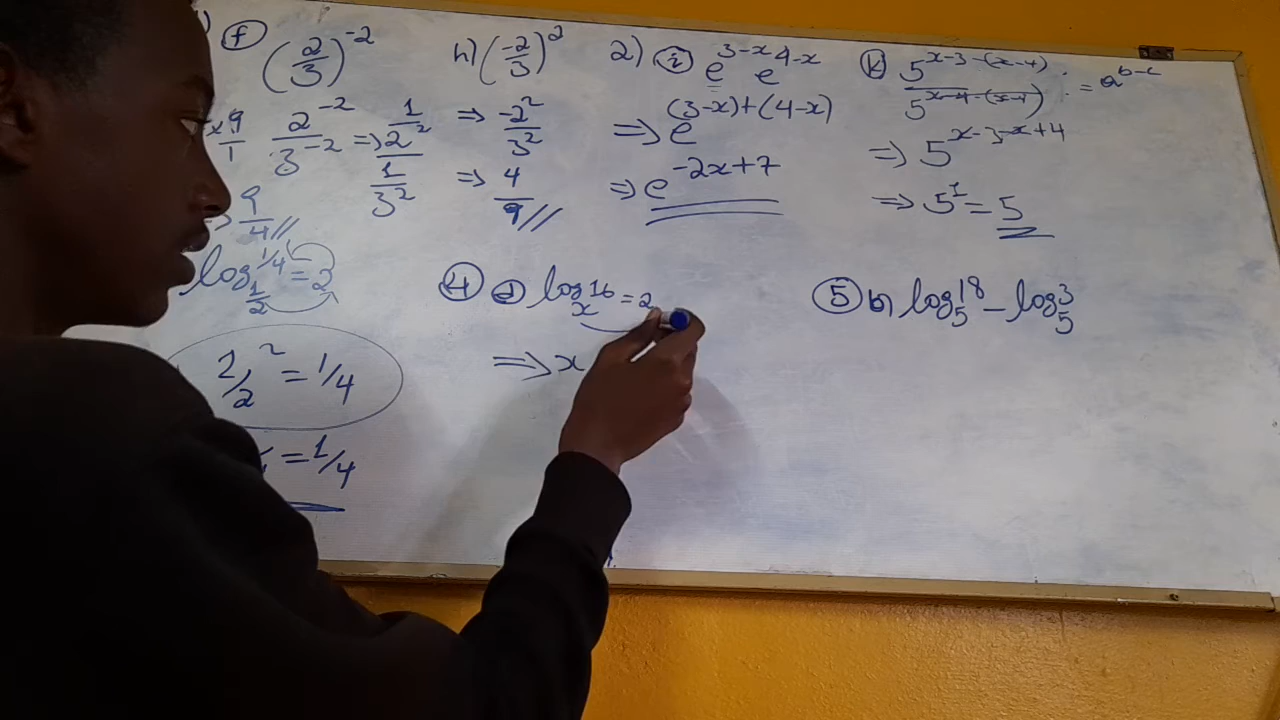 f (2/3)^-2
×9/1 2^-2/3^-2 => 1/2^2 / 1/3^2
=> 9/4 //
log_1/2 1/4 = 2
1/2^2 = 1/4
= 1/4
h) (-2/3)^2
=> -2^2/3^2
=> 4/9 //
2) i e^3-x e^4-x
=> e^(3-x)+(4-x)
=> e^-2x+7
k 5^x-3-(x-4) / 5^x-4-(x-4) : = a^b-c
=> 5^x-3-x+4
=> 5^1 = 5
4 d log_x 16 = 2
=> x
5 b) log_5 18 - log_5 3